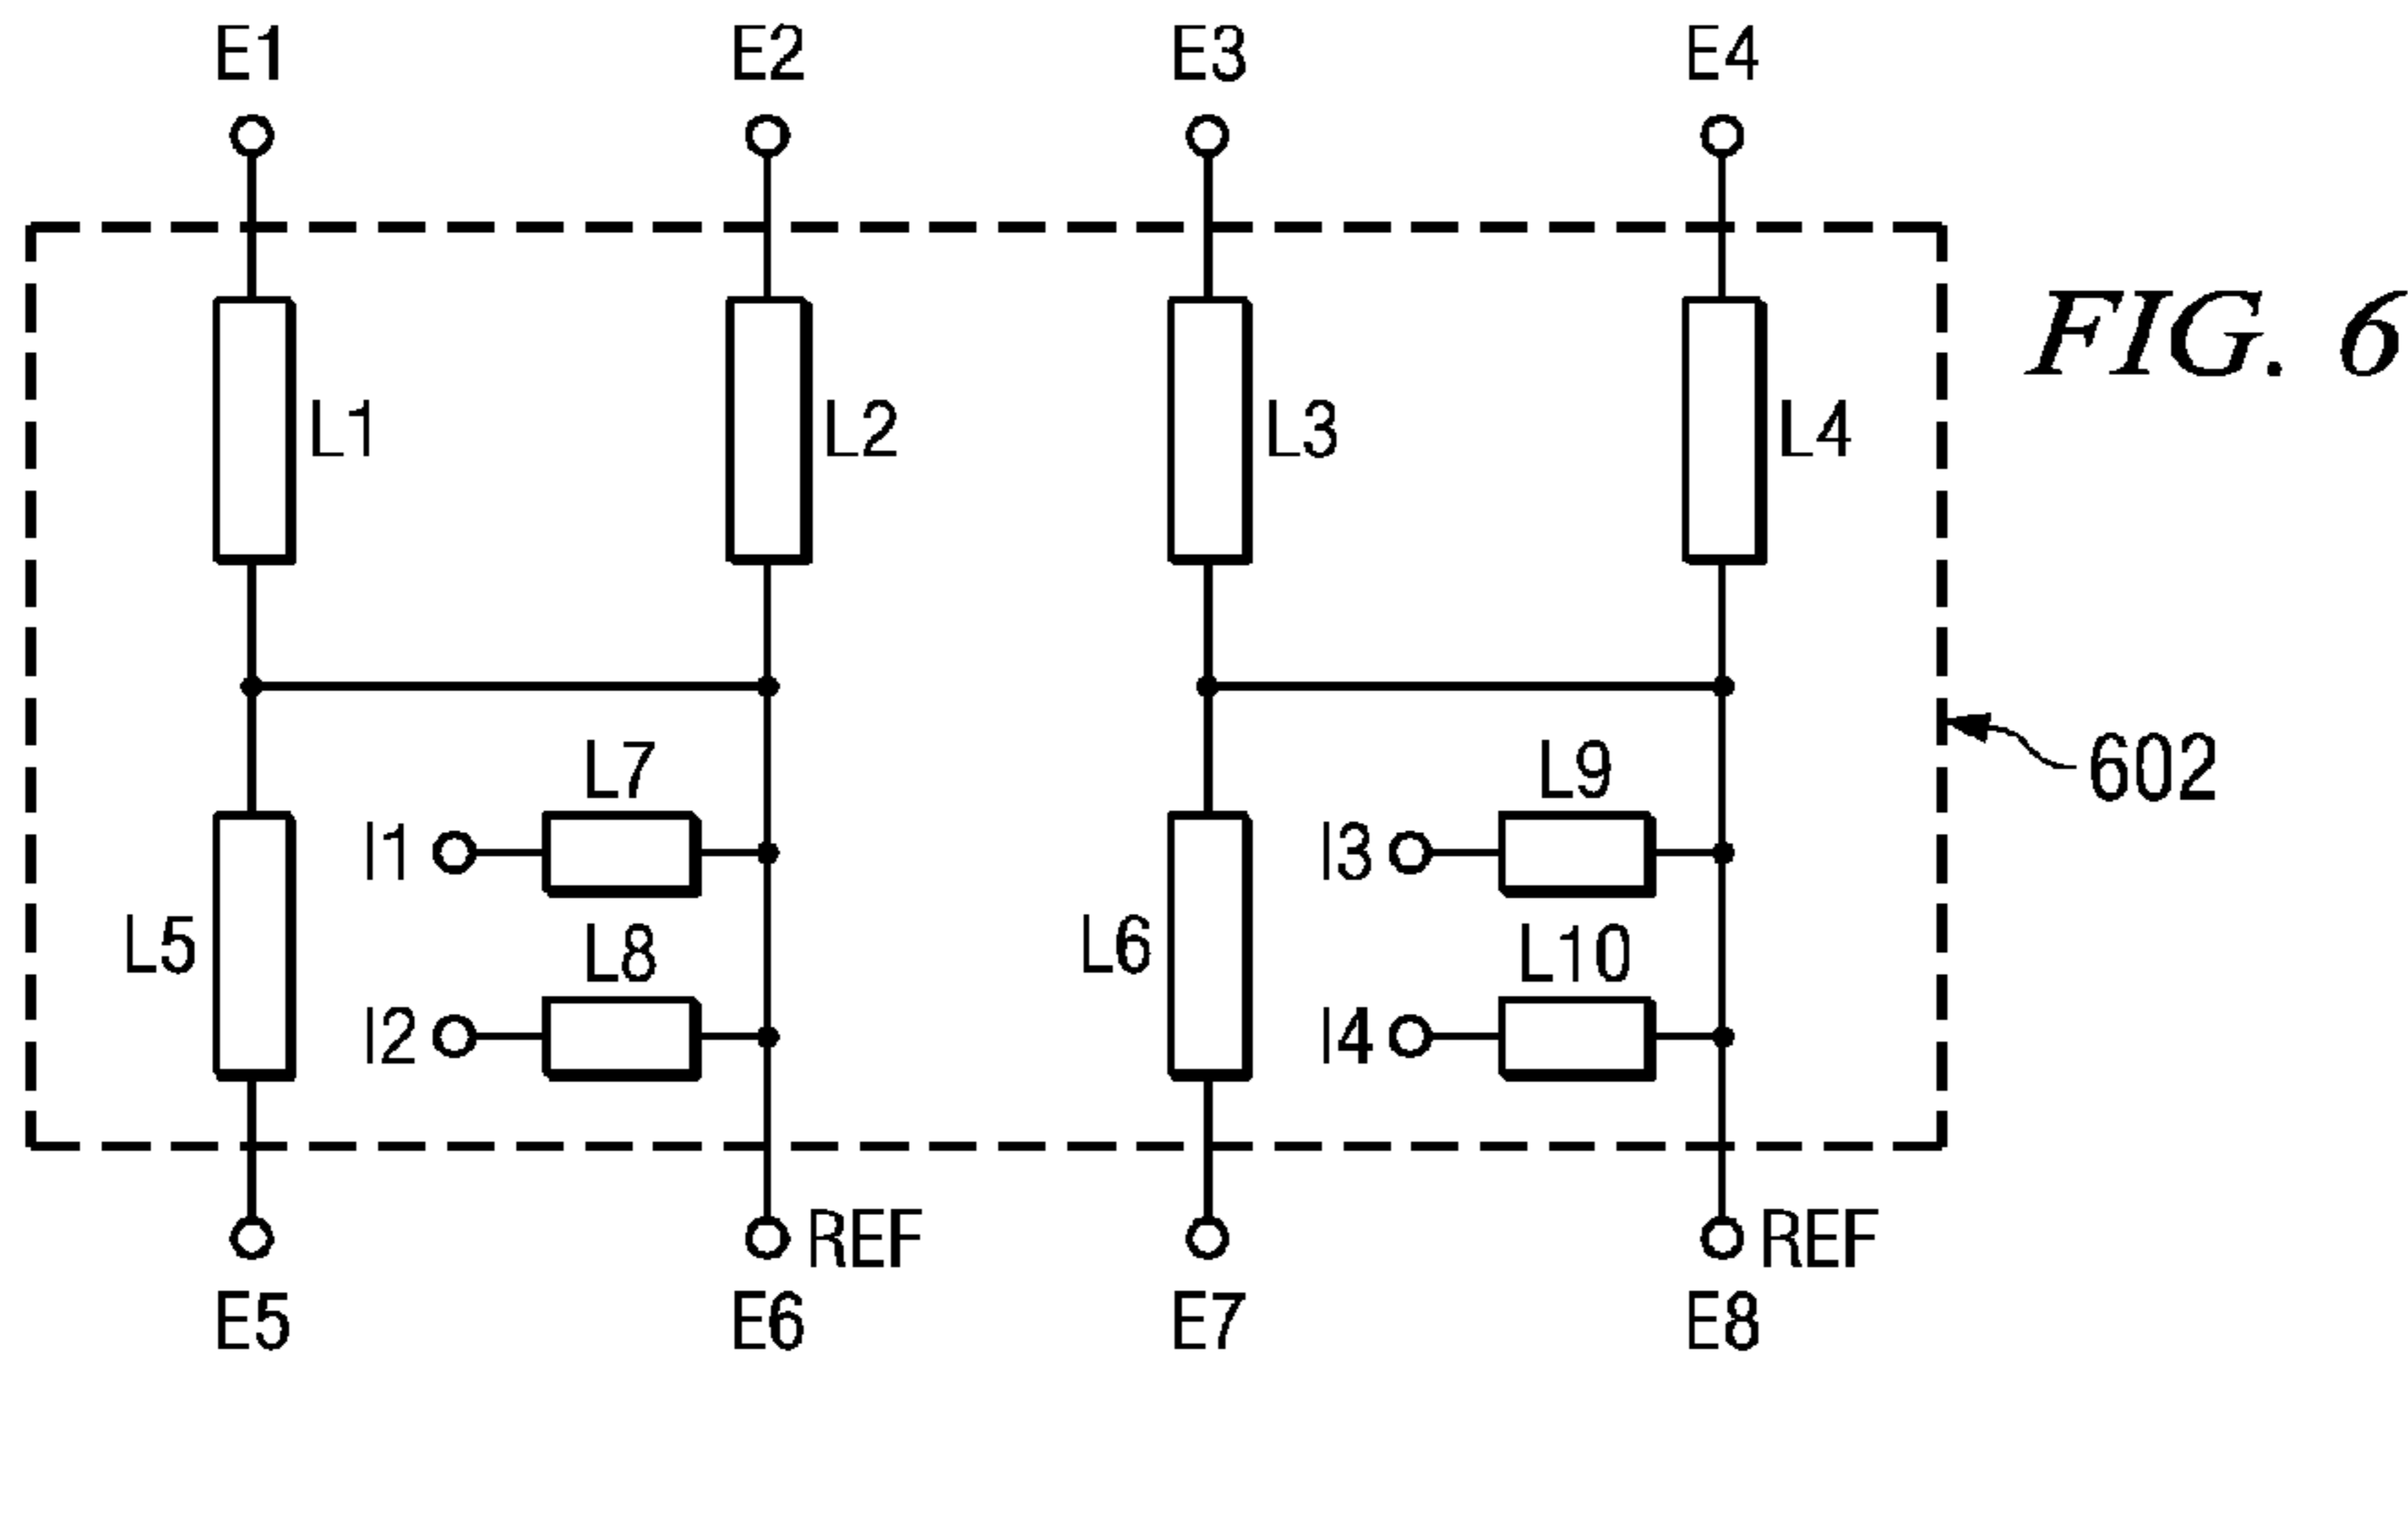 E1 E2 E3 E4
FIG. 6
L1 L2 L3 L4
602
L7 L9
I1 I3
L5 L8 L6 L10
I2 I4
REF REF
E5 E6 E7 E8